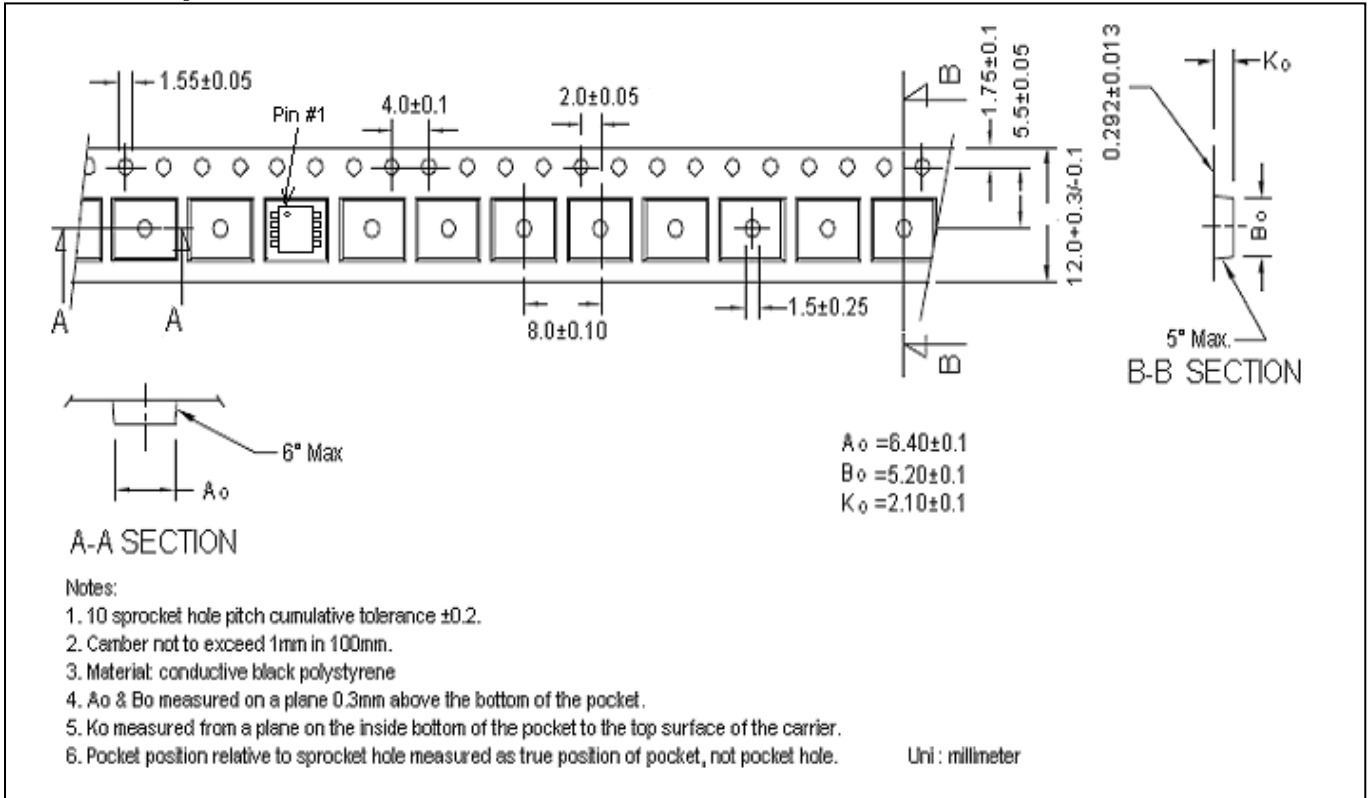 1.55±0.05
Pin #1
4.0±0.1
2.0±0.05
B
1.75±0.1
5.5±0.05
12.0+0.3/-0.1
0.292±0.013
Ko
Bo
5° Max.
B-B SECTION
A
A
8.0±0.10
1.5±0.25
B
6° Max
Ao
A-A SECTION
Ao =6.40±0.1
Bo =5.20±0.1
Ko =2.10±0.1
Notes:
1. 10 sprocket hole pitch cumulative tolerance ±0.2.
2. Camber not to exceed 1mm in 100mm.
3. Material: conductive black polystyrene
4. Ao & Bo measured on a plane 0.3mm above the bottom of the pocket.
5. Ko measured from a plane on the inside bottom of the pocket to the top surface of the carrier.
6. Pocket position relative to sprocket hole measured as true position of pocket, not pocket hole.
Uni : millimeter